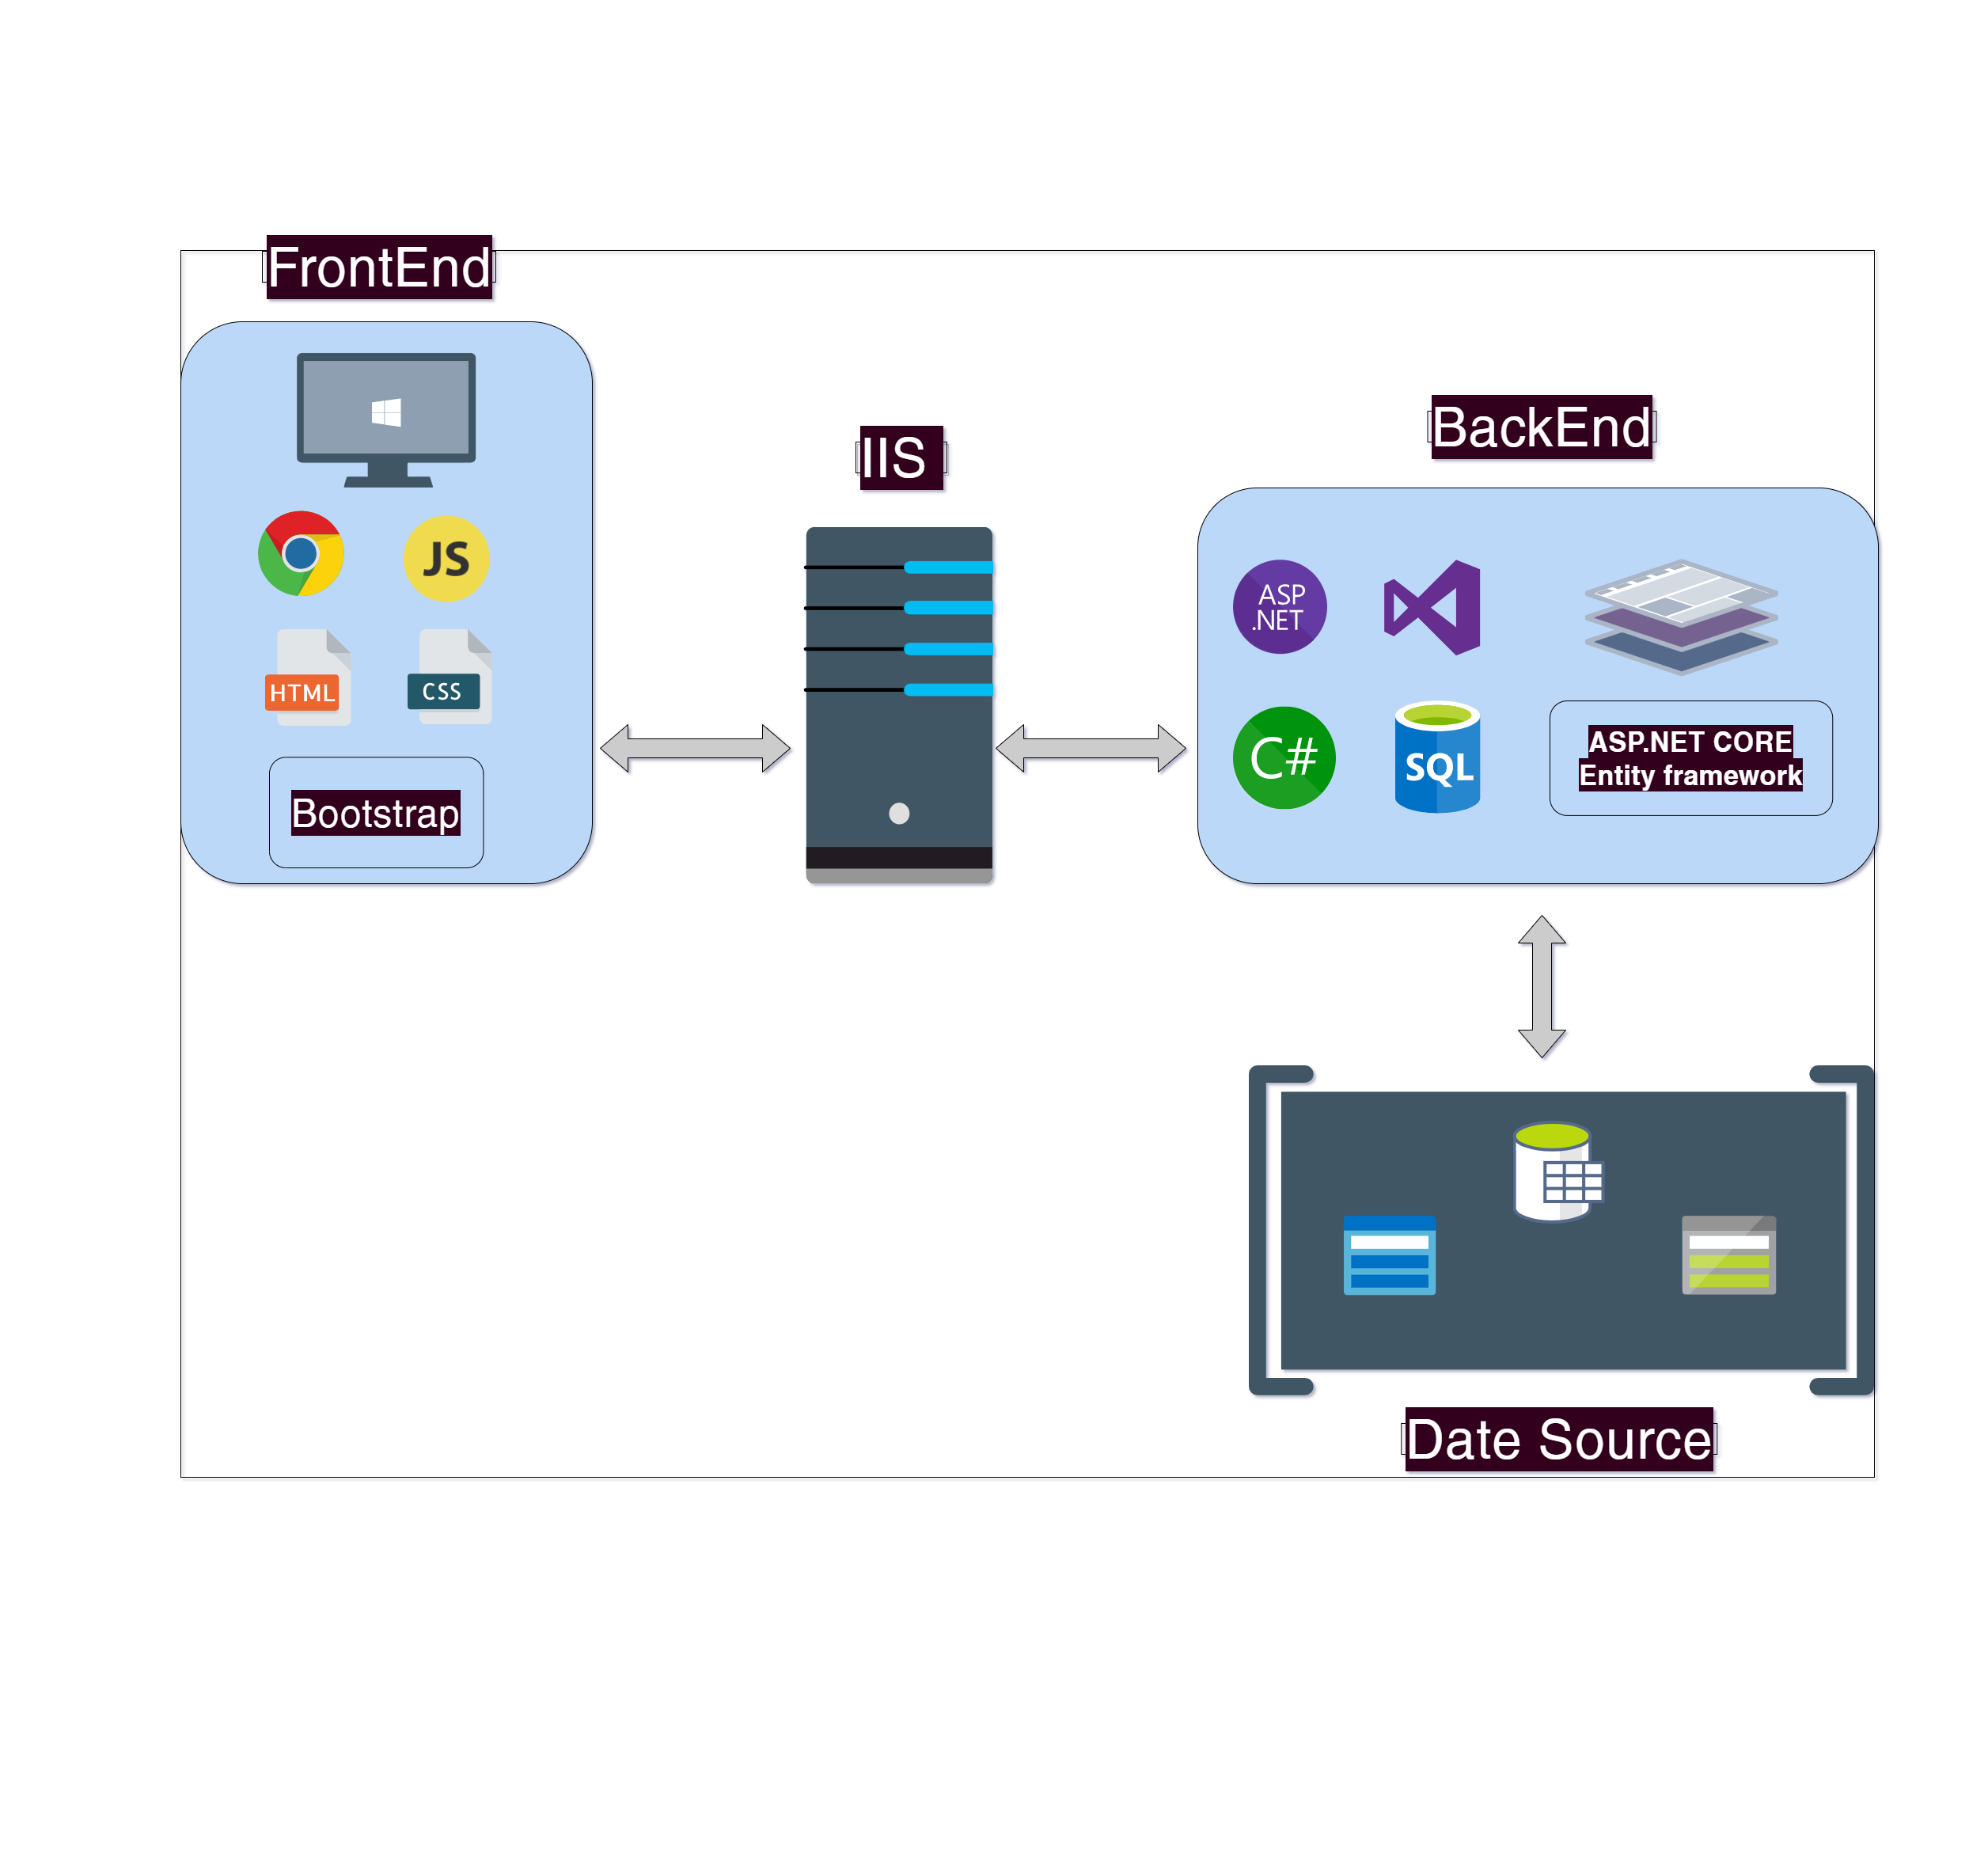 FrontEnd
JS
HTML
CSS
Bootstrap
IIS
BackEnd
ASP
.NET
C#
SQL
ASP.NET CORE
Entity framework
Date Source